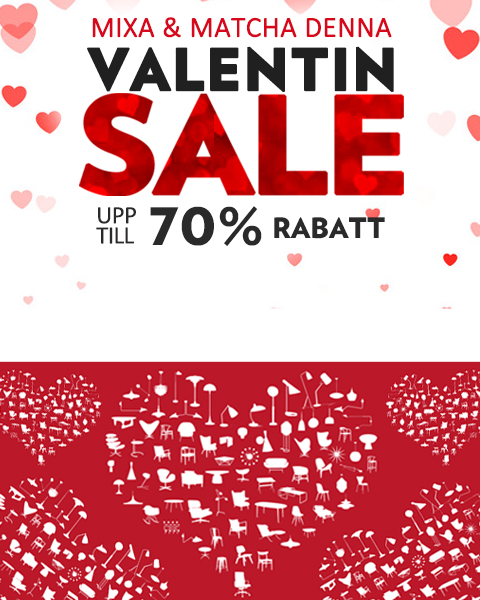 MIXA & MATCHA DENNA
VALENTIN
SALE
UPP TILL 70% RABATT